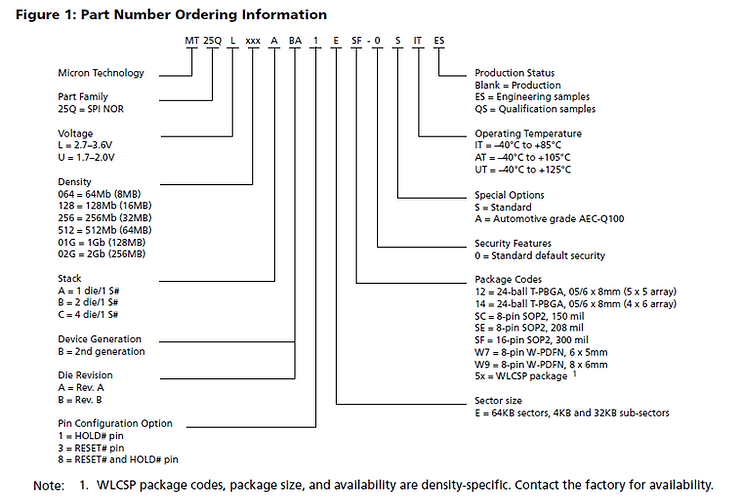 Figure 1: Part Number Ordering Information
MT 25Q L xxx A BA 1 E SF - 0 S IT ES
Micron Technology
Part Family
25Q = SPI NOR
Voltage
L = 2.7–3.6V
U = 1.7–2.0V
Density
064 = 64Mb (8MB)
128 = 128Mb (16MB)
256 = 256Mb (32MB)
512 = 512Mb (64MB)
01G = 1Gb (128MB)
02G = 2Gb (256MB)
Stack
A = 1 die/1 S#
B = 2 die/1 S#
C = 4 die/1 S#
Device Generation
B = 2nd generation
Die Revision
A = Rev. A
B = Rev. B
Pin Configuration Option
1 = HOLD# pin
3 = RESET# pin
8 = RESET# and HOLD# pin
Production Status
Blank = Production
ES = Engineering samples
QS = Qualification samples
Operating Temperature
IT = –40°C to +85°C
AT = –40°C to +105°C
UT = –40°C to +125°C
Special Options
S = Standard
A = Automotive grade AEC-Q100
Security Features
0 = Standard default security
Package Codes
12 = 24-ball T-PBGA, 05/6 x 8mm (5 x 5 array)
14 = 24-ball T-PBGA, 05/6 x 8mm (4 x 6 array)
SC = 8-pin SOP2, 150 mil
SE = 8-pin SOP2, 208 mil
SF = 16-pin SOP2, 300 mil
W7 = 8-pin W-PDFN, 6 x 5mm
W9 = 8-pin W-PDFN, 8 x 6mm
5x = WLCSP package 1
Sector size
E = 64KB sectors, 4KB and 32KB sub-sectors
Note: 1. WLCSP package codes, package size, and availability are density-specific. Contact the factory for availability.